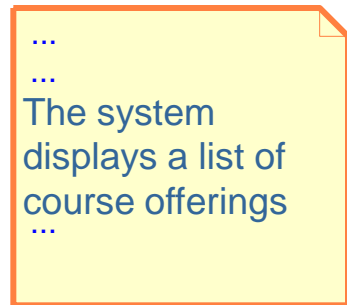 ...
...
The system
displays a list of
course offerings
...